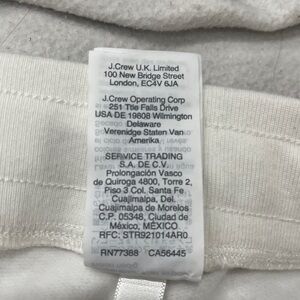 J.Crew U.K. Limited
100 New Bridge Street
London, EC4V 6JA
J.Crew Operating Corp
251 Ttle Falls Drive
USA DE 19808 Wilmington
Delaware
Verenidge Staten Van
Amerika
SERVICE TRADING
S.A. DE C.V.
Prolongación Vasco
de Quiroga 4800, Torre 2,
Piso 3 Col. Santa Fe
Cuajimalpa, Del.
Cuajimalpa de Morelos
C.P. 05348, Ciudad de
México, MÉXICO
RFC: STR921014AR0
RN77388 CA56445